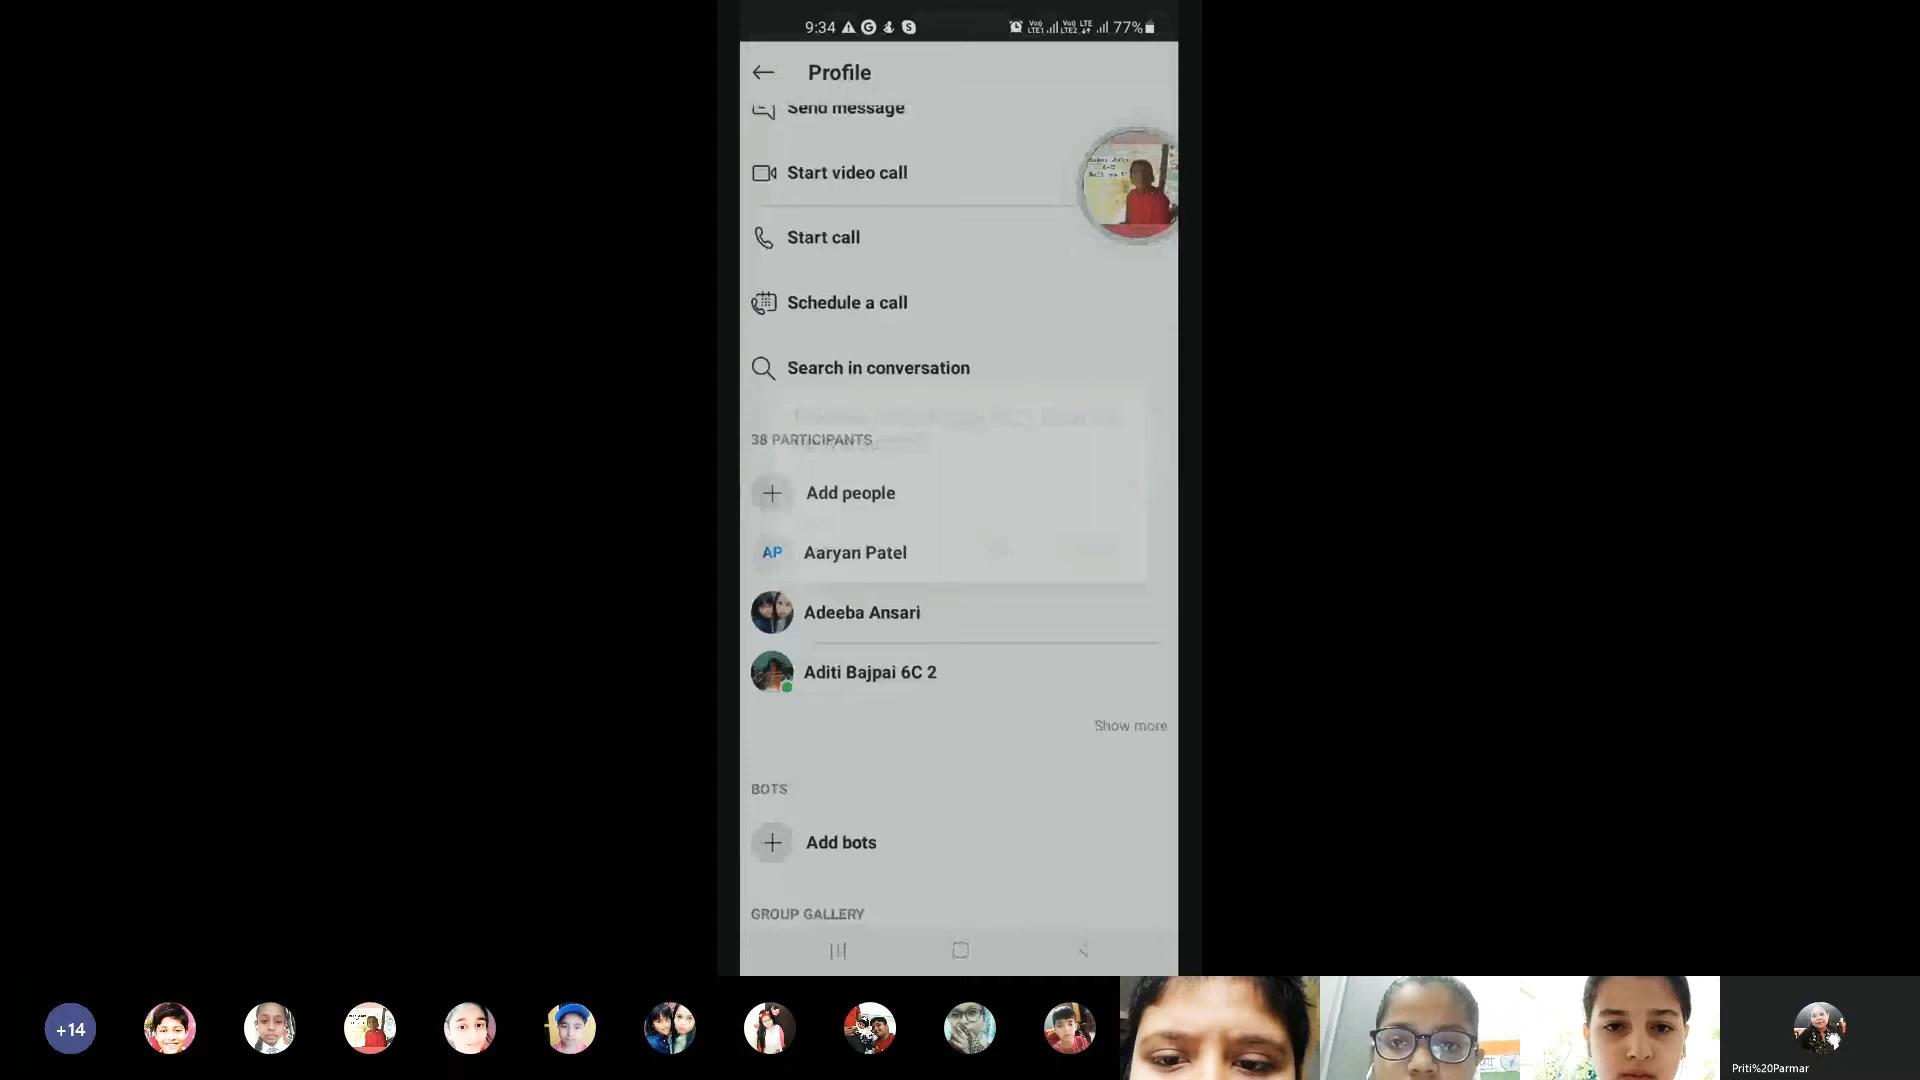 9:34 77%
Profile
Send message
Start video call
Start call
Schedule a call
Search in conversation
38 PARTICIPANTS
Add people
AP Aaryan Patel
Adeeba Ansari
Aditi Bajpai 6C 2
Show more
BOTS
Add bots
GROUP GALLERY
+14
Priti%20Parmar